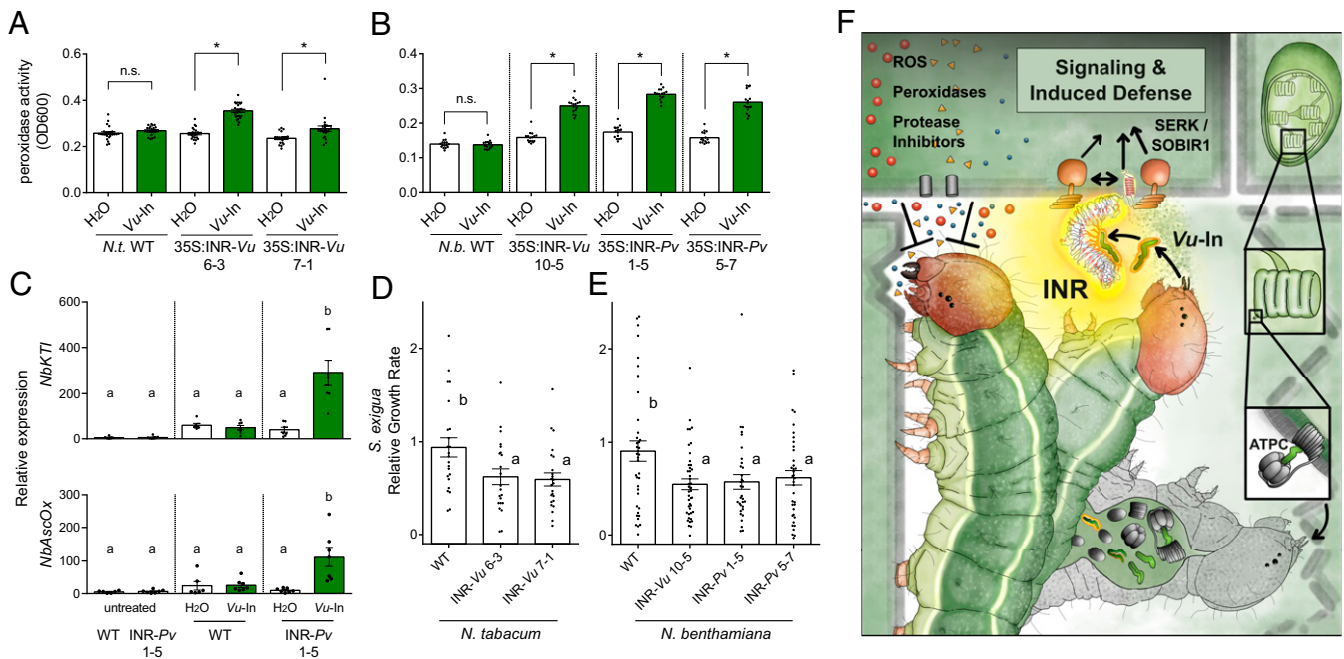 A
peroxidase activity
(OD600)
0.6
0.4
0.2
0.0
n.s.
*
*
H2O
Vu-In
H2O
Vu-In
H2O
Vu-In
N.t. WT
35S:INR-Vu
6-3
35S:INR-Vu
7-1
B
0.4
0.3
0.2
0.1
0.0
n.s.
*
*
*
H2O
Vu-In
H2O
Vu-In
H2O
Vu-In
H2O
Vu-In
N.b. WT
35S:INR-Vu
10-5
35S:INR-Pv
1-5
35S:INR-Pv
5-7
C
Relative expression
NbKTI
600
400
200
0
a
a
a
a
a
b
NbAscOx
300
200
100
0
a
a
a
a
a
b
untreated
H2O
Vu-In
H2O
Vu-In
WT
INR-Pv
1-5
WT
INR-Pv
1-5
D
S. exigua
Relative Growth Rate
2
1
0
b
a
a
WT
INR-Vu 6-3
INR-Vu 7-1
N. tabacum
E
2
1
0
b
a
a
a
WT
INR-Vu 10-5
INR-Pv 1-5
INR-Pv 5-7
N. benthamiana
F
ROS
Peroxidases
Protease
Inhibitors
Signaling &
Induced Defense
SERK /
SOBIR1
Vu-In
INR
ATPC